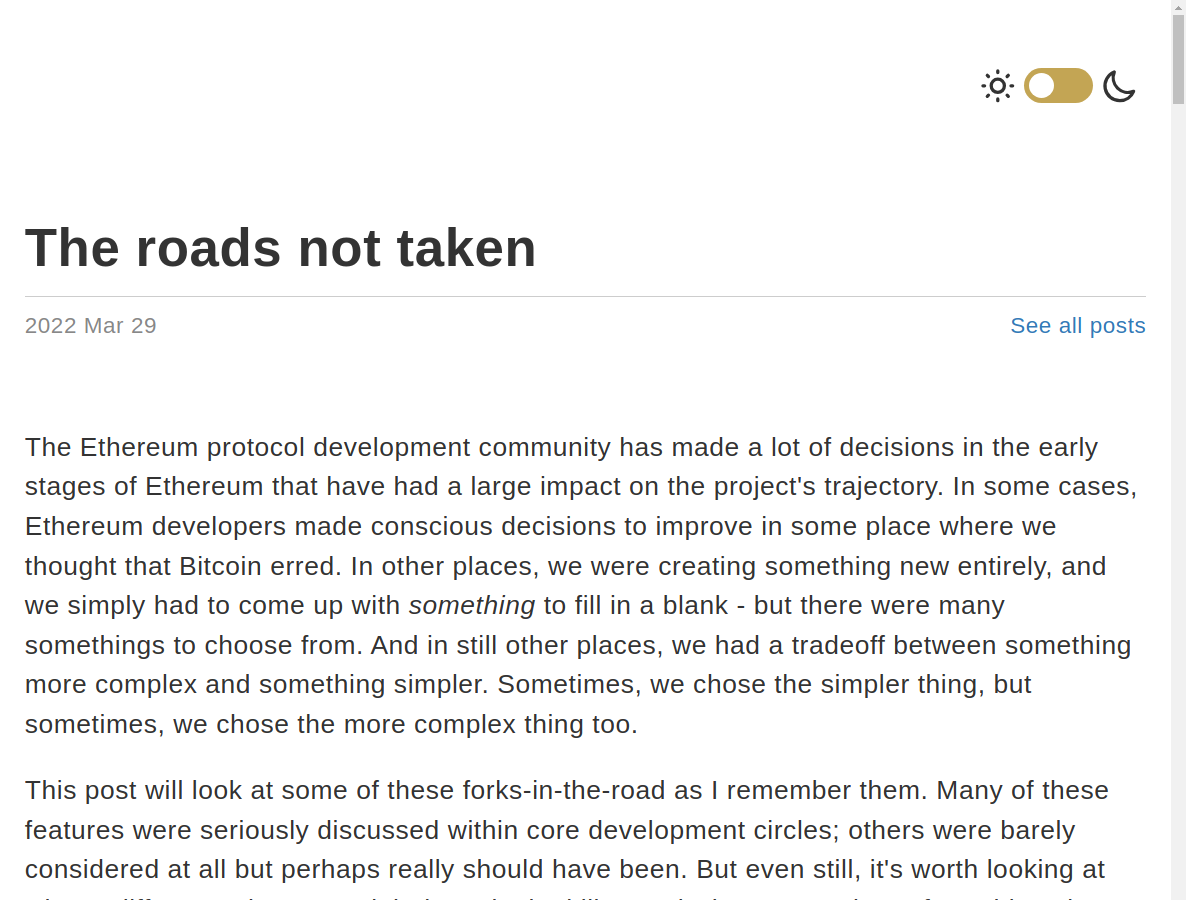 The roads not taken
2022 Mar 29
See all posts
The Ethereum protocol development community has made a lot of decisions in the early
stages of Ethereum that have had a large impact on the project's trajectory. In some cases,
Ethereum developers made conscious decisions to improve in some place where we
thought that Bitcoin erred. In other places, we were creating something new entirely, and
we simply had to come up with something to fill in a blank - but there were many
somethings to choose from. And in still other places, we had a tradeoff between something
more complex and something simpler. Sometimes, we chose the simpler thing, but
sometimes, we chose the more complex thing too.
This post will look at some of these forks-in-the-road as I remember them. Many of these
features were seriously discussed within core development circles; others were barely
considered at all but perhaps really should have been. But even still, it's worth looking at